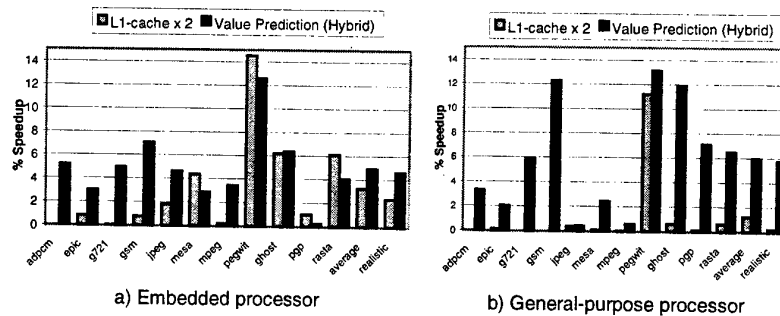 L1-cache x 2 Value Prediction (Hybrid)
% Speedup
14
12
10
8
6
4
2
0
adpcm
epic
g721
gsm
jpeg
mesa
mpeg
pegwit
ghost
pgp
rasta
average
realistic
a) Embedded processor
L1-cache x 2 Value Prediction (Hybrid)
% Speedup
14
12
10
8
6
4
2
0
adpcm
epic
g721
gsm
jpeg
mesa
mpeg
pegwit
ghost
pgp
rasta
average
realistic
b) General-purpose processor